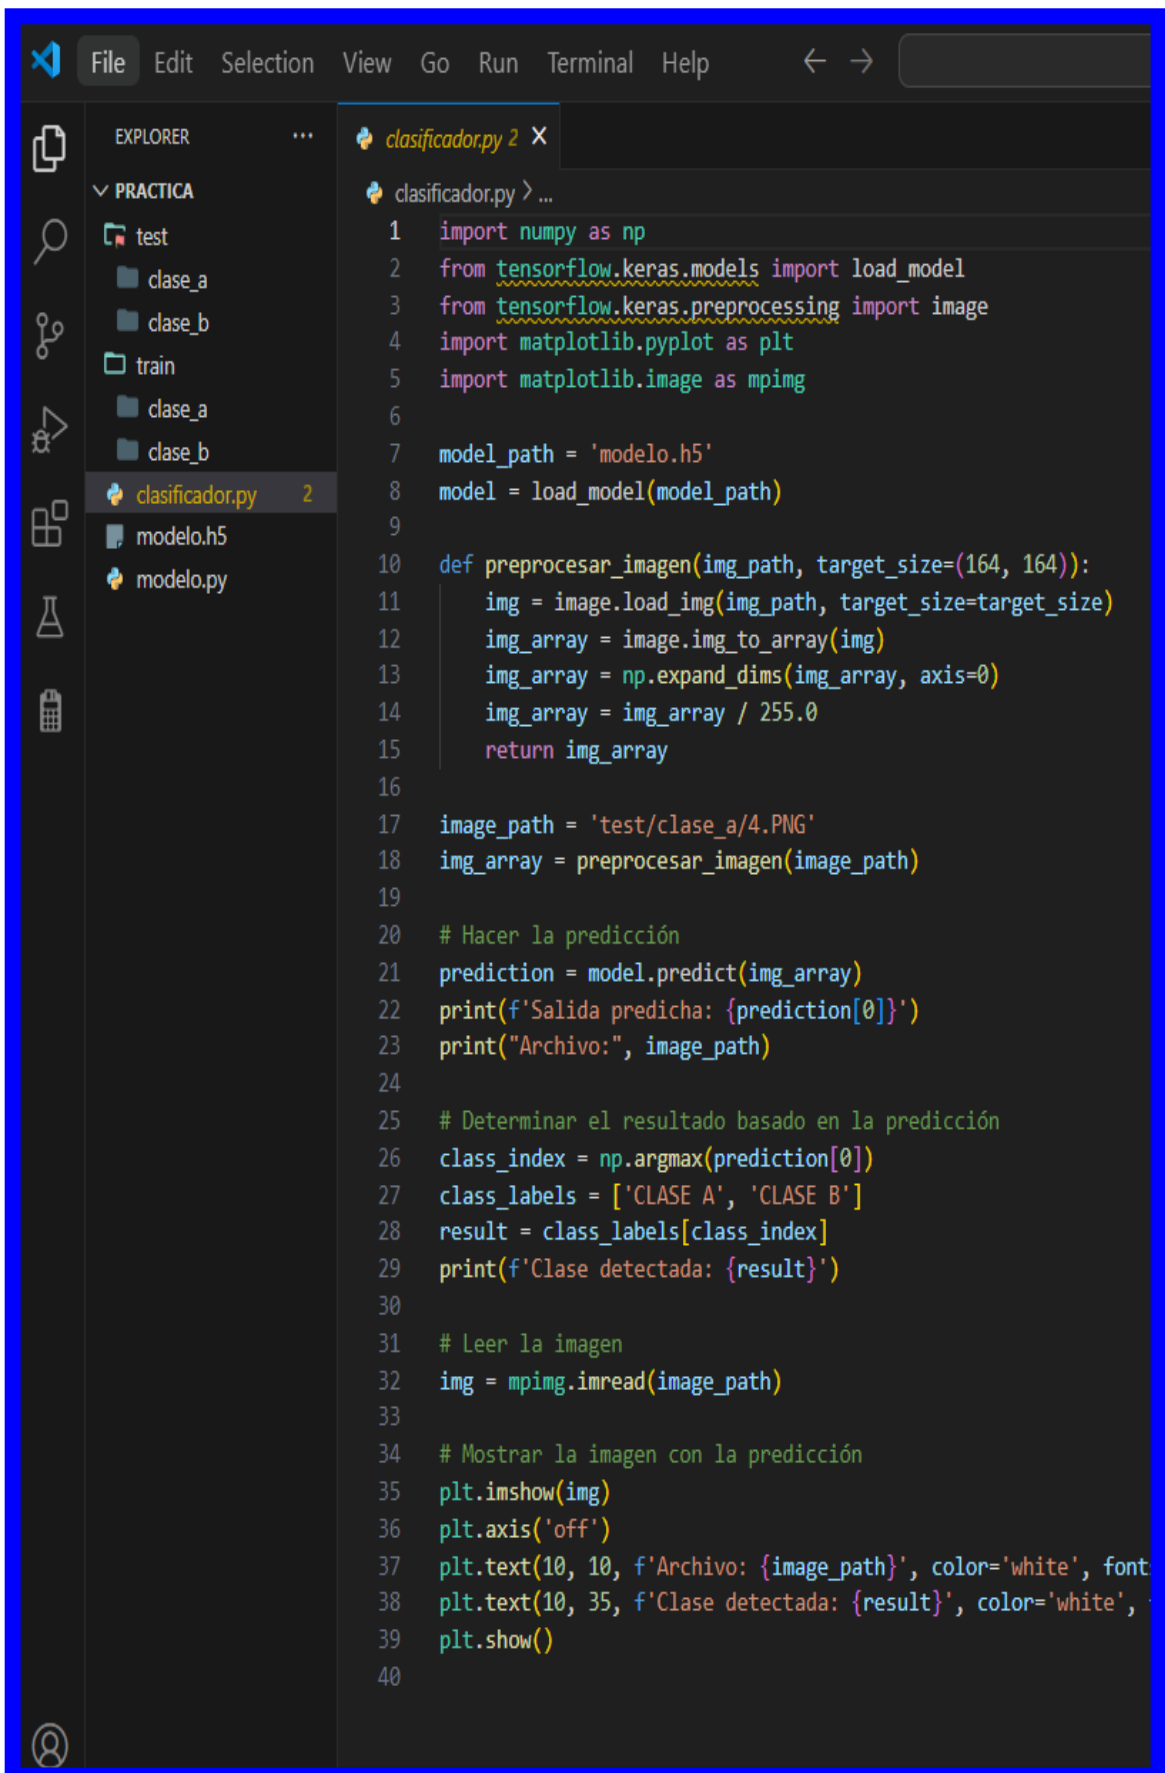 File Edit Selection View Go Run Terminal Help
EXPLORER ···
PRACTICA
test
clase_a
clase_b
train
clase_a
clase_b
clasificador.py 2
modelo.h5
modelo.py
clasificador.py 2
clasificador.py > ...
1 import numpy as np
2 from tensorflow.keras.models import load_model
3 from tensorflow.keras.preprocessing import image
4 import matplotlib.pyplot as plt
5 import matplotlib.image as mpimg
6
7 model_path = 'modelo.h5'
8 model = load_model(model_path)
9
10 def preprocesar_imagen(img_path, target_size=(164, 164)):
11     img = image.load_img(img_path, target_size=target_size)
12     img_array = image.img_to_array(img)
13     img_array = np.expand_dims(img_array, axis=0)
14     img_array = img_array / 255.0
15     return img_array
16
17 image_path = 'test/clase_a/4.PNG'
18 img_array = preprocesar_imagen(image_path)
19
20 # Hacer la predicción
21 prediction = model.predict(img_array)
22 print(f'Salida predicha: {prediction[0]}')
23 print("Archivo:", image_path)
24
25 # Determinar el resultado basado en la predicción
26 class_index = np.argmax(prediction[0])
27 class_labels = ['CLASE A', 'CLASE B']
28 result = class_labels[class_index]
29 print(f'Clase detectada: {result}')
30
31 # Leer la imagen
32 img = mpimg.imread(image_path)
33
34 # Mostrar la imagen con la predicción
35 plt.imshow(img)
36 plt.axis('off')
37 plt.text(10, 10, f'Archivo: {image_path}', color='white', font
38 plt.text(10, 35, f'Clase detectada: {result}', color='white',
39 plt.show()
40